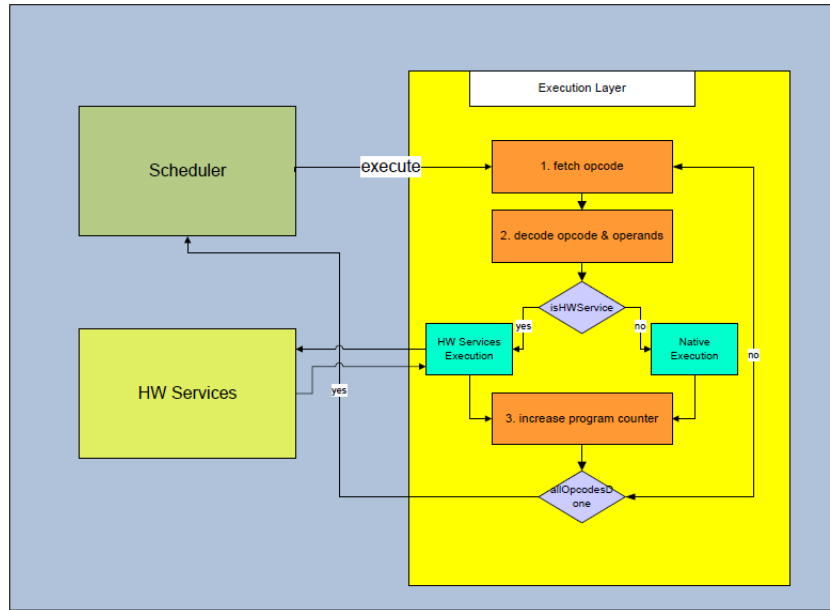 Execution Layer
Scheduler
execute
1. fetch opcode
2. decode opcode & operands
isHWService
yes
no
HW Services
Execution
Native
Execution
no
HW Services
yes
3. increase program counter
allOpcodesD
one